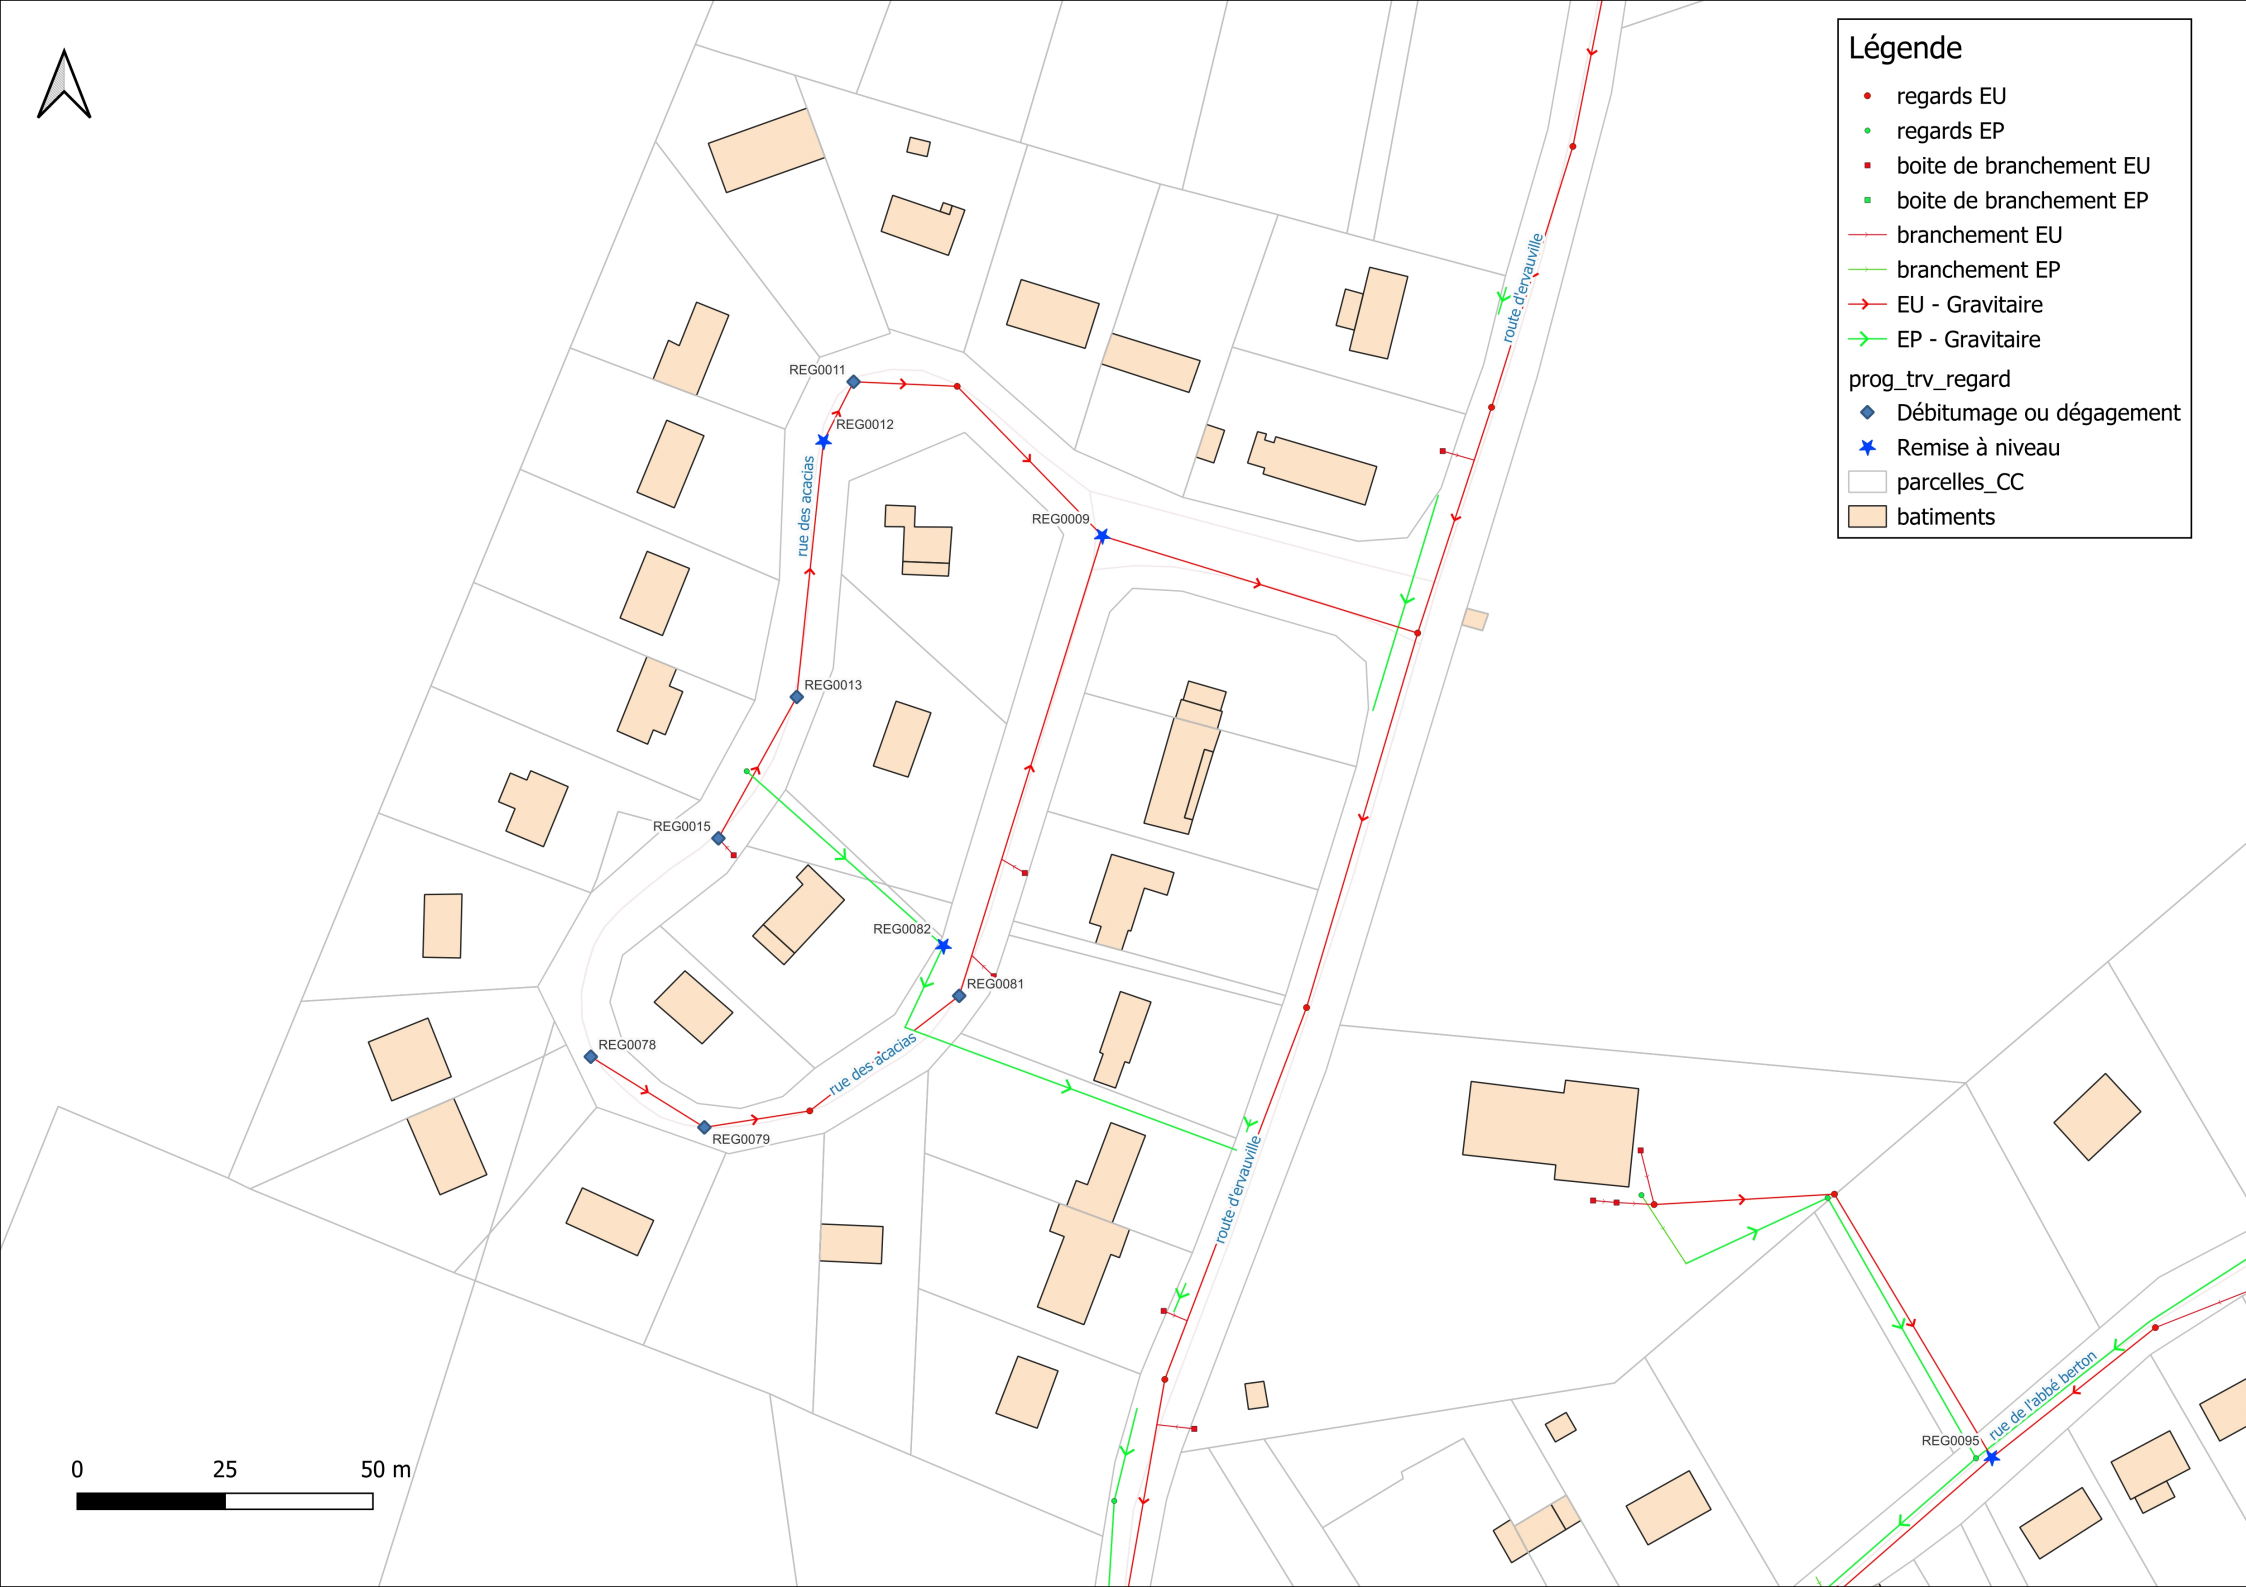 Légende
regards EU
regards EP
boite de branchement EU
boite de branchement EP
branchement EU
branchement EP
EU - Gravitaire
EP - Gravitaire
prog_trv_regard
Débitumage ou dégagement
Remise à niveau
parcelles_CC
batiments
route d'ervauville
REG0011
REG0012
rue des acacias
REG0009
REG0013
REG0015
REG0082
REG0081
REG0078
rue des acacias
REG0079
route d'ervauville
rue de l'abbé berton
REG0095
0 25 50 m